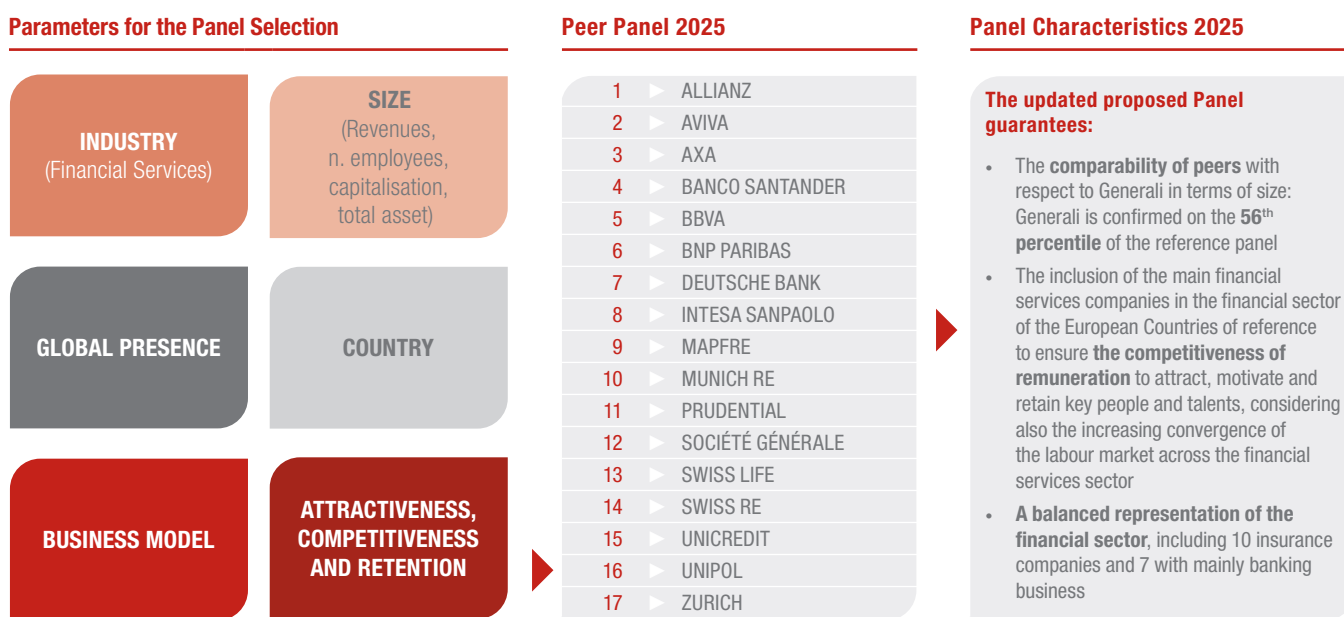 Parameters for the Panel Selection
INDUSTRY
(Financial Services)
SIZE
(Revenues,
n. employees,
capitalisation,
total asset)
GLOBAL PRESENCE
COUNTRY
BUSINESS MODEL
ATTRACTIVENESS,
COMPETITIVENESS
AND RETENTION
Peer Panel 2025
1 ALLIANZ
2 AVIVA
3 AXA
4 BANCO SANTANDER
5 BBVA
6 BNP PARIBAS
7 DEUTSCHE BANK
8 INTESA SANPAOLO
9 MAPFRE
10 MUNICH RE
11 PRUDENTIAL
12 SOCIÉTÉ GÉNÉRALE
13 SWISS LIFE
14 SWISS RE
15 UNICREDIT
16 UNIPOL
17 ZURICH
Panel Characteristics 2025
The updated proposed Panel
guarantees:
• The comparability of peers with
respect to Generali in terms of size:
Generali is confirmed on the 56th
percentile of the reference panel
• The inclusion of the main financial
services companies in the financial sector
of the European Countries of reference
to ensure the competitiveness of
remuneration to attract, motivate and
retain key people and talents, considering
also the increasing convergence of
the labour market across the financial
services sector
• A balanced representation of the
financial sector, including 10 insurance
companies and 7 with mainly banking
business